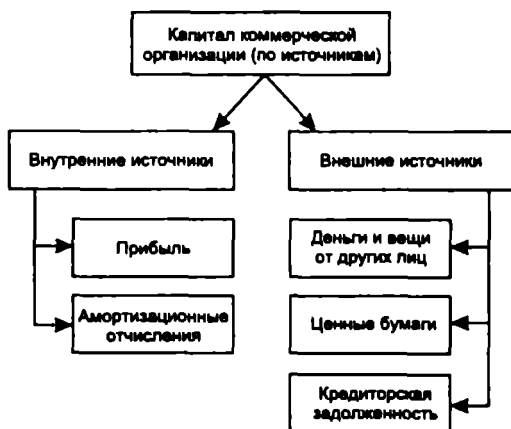 Капитал коммерческой
организации (по источникам)
Внутренние источники
Внешние источники
Прибыль
Амортизационные
отчисления
Деньги и вещи
от других лиц
Ценные бумаги
Кредиторская
задолженность